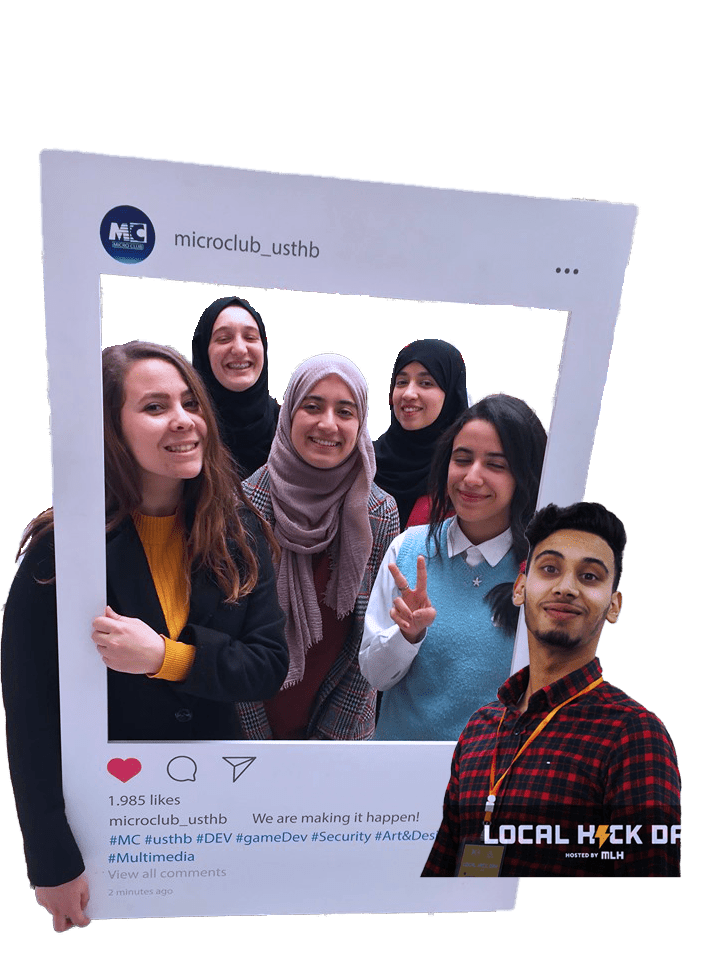 MC
MICRO CLUB
microclub_usthb
1.985 likes
microclub_usthb We are making it happen!
#MC #usthb #DEV #gameDev #Security #Art&Desi
#Multimedia
View all comments
2 minutes ago
LOCAL HACK DA
HOSTED BY MLH